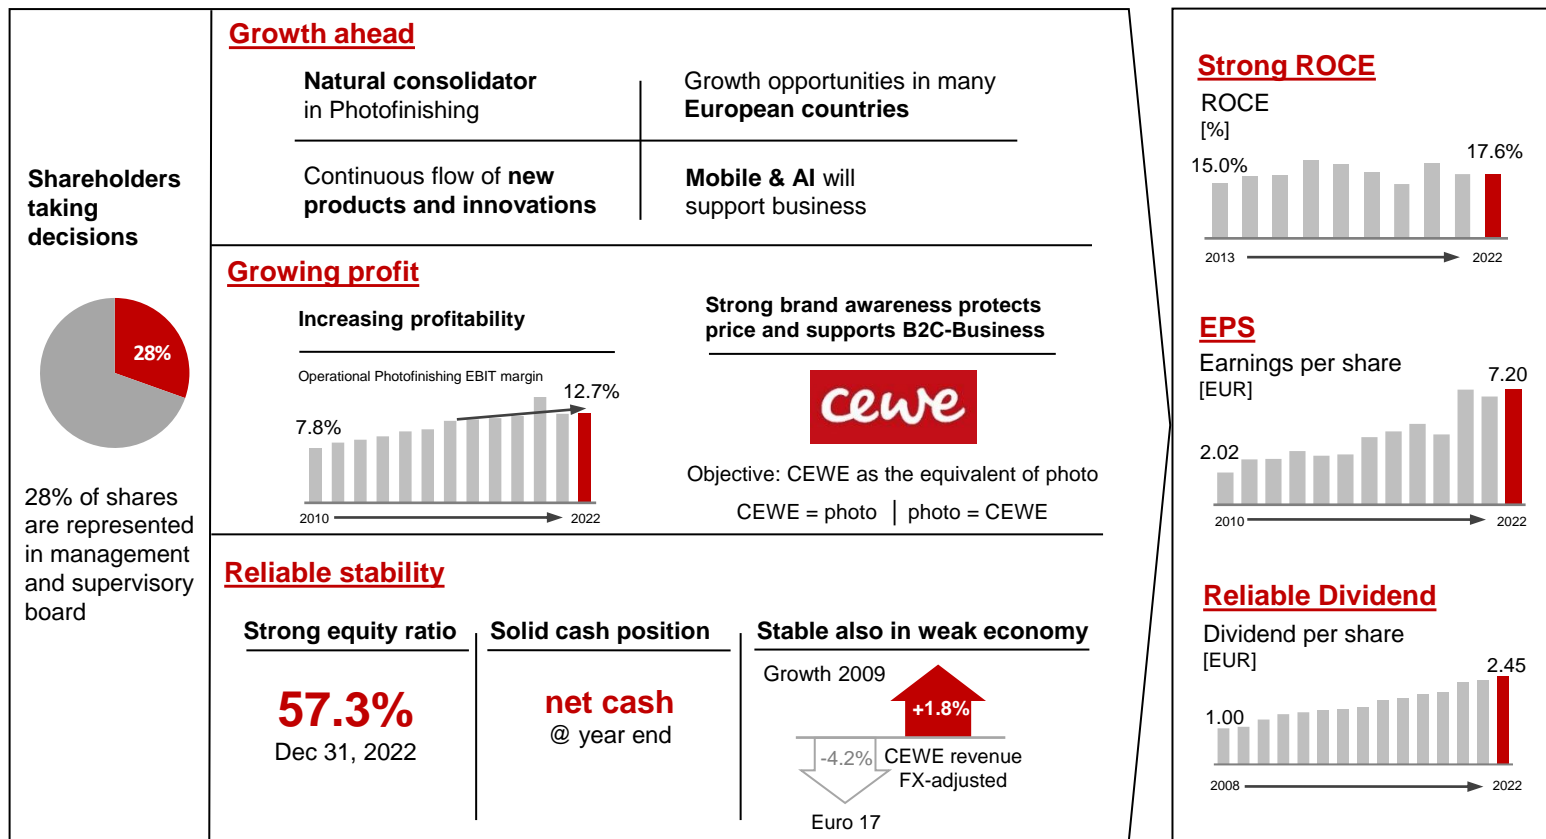 Shareholders
taking
decisions
28%
28% of shares
are represented
in management
and supervisory
board
Growth ahead
Natural consolidator
in Photofinishing
Growth opportunities in many
European countries
Continuous flow of new
products and innovations
Mobile & AI will
support business
Growing profit
Increasing profitability
Operational Photofinishing EBIT margin
7.8%
12.7%
2010
2022
Strong brand awareness protects
price and supports B2C-Business
cewe
Objective: CEWE as the equivalent of photo
CEWE = photo | photo = CEWE
Reliable stability
Strong equity ratio
57.3%
Dec 31, 2022
Solid cash position
net cash
@ year end
Stable also in weak economy
Growth 2009
+1.8%
-4.2%
CEWE revenue
FX-adjusted
Euro 17
Strong ROCE
ROCE
[%]
15.0%
17.6%
2013
2022
EPS
Earnings per share
[EUR]
7.20
2.02
2010
2022
Reliable Dividend
Dividend per share
[EUR]
2.45
1.00
2008
2022